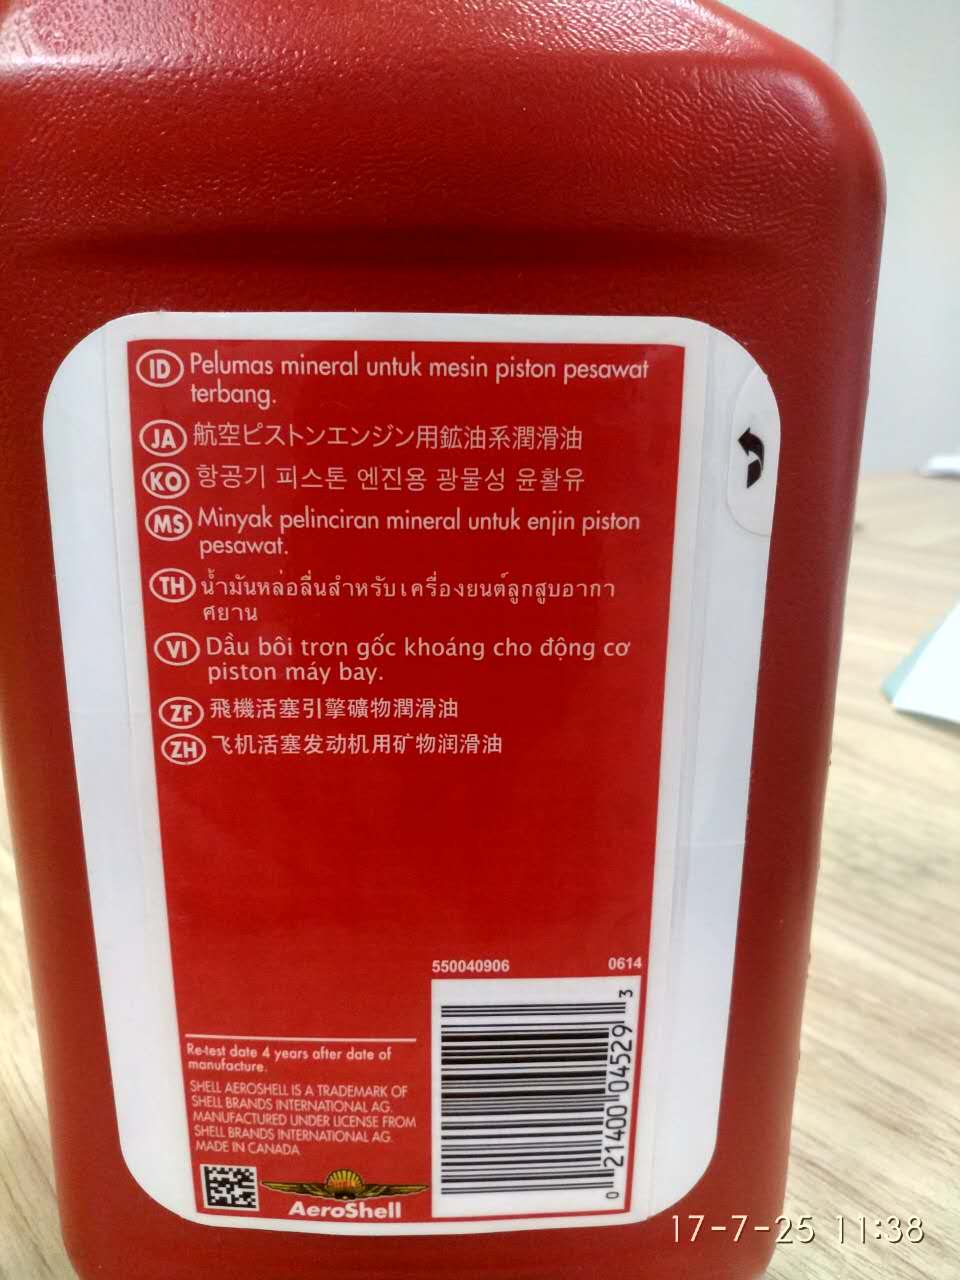 ID Pelumas mineral untuk mesin piston pesawat
terbang.
JA 航空ピストンエンジン用鉱油系潤滑油
KO 항공기 피스톤 엔진용 광물성 윤활유
MS Minyak pelinciran mineral untuk enjin piston
pesawat.
TH น้ำมันหล่อลื่นสำหรับเครื่องยนต์ลูกสูบอากา
ศยาน
VI Dầu bôi trơn gốc khoáng cho động cơ
piston máy bay.
ZF 飛機活塞引擎礦物潤滑油
ZH 飞机活塞发动机用矿物润滑油
550040906 0614
Re-test date 4 years after date of
manufacture.
SHELL AEROSHELL IS A TRADEMARK OF
SHELL BRANDS INTERNATIONAL AG.
MANUFACTURED UNDER LICENSE FROM
SHELL BRANDS INTERNATIONAL AG.
MADE IN CANADA
AeroShell
0 21400 04529 3
17-7-25 11:38